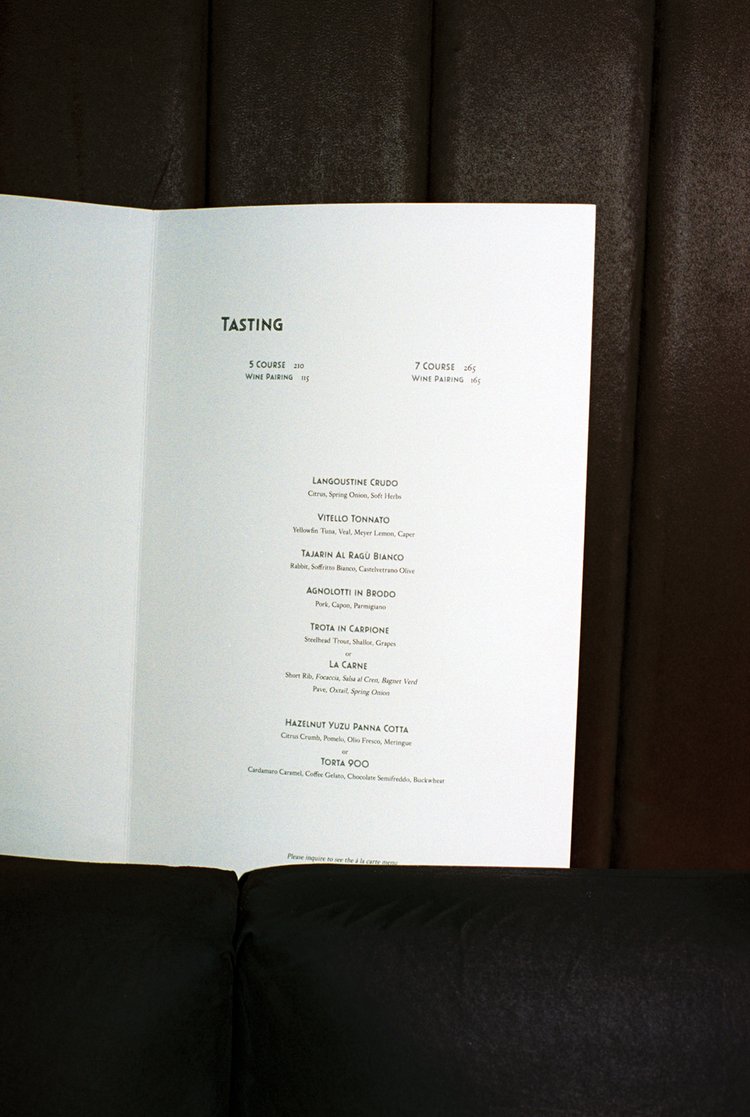 Tasting
5 Course 210
7 Course 265
Wine Pairing 115
Wine Pairing 165
Langoustine Crudo
Citrus, Spring Onion, Soft Herbs
Vitello Tonnato
Yellowfin Tuna, Veal, Meyer Lemon, Caper
Tajarin Al Ragù Bianco
Rabbit, Soffritto Bianco, Castelvetrano Olive
Agnolotti in Brodo
Pork, Capon, Parmigiano
Trota in Carpione
Steelhead Trout, Shallot, Grapes
or
La Carne
Short Rib, Focaccia, Salsa al Cren, Bagnet Verd
Pave, Oxtail, Spring Onion
Hazelnut Yuzu Panna Cotta
Citrus Crumb, Pomelo, Olio Fresco, Meringue
or
Torta 900
Cardamaro Caramel, Coffee Gelato, Chocolate Semifreddo, Buckwheat
Please inquire to see the á la carte menu